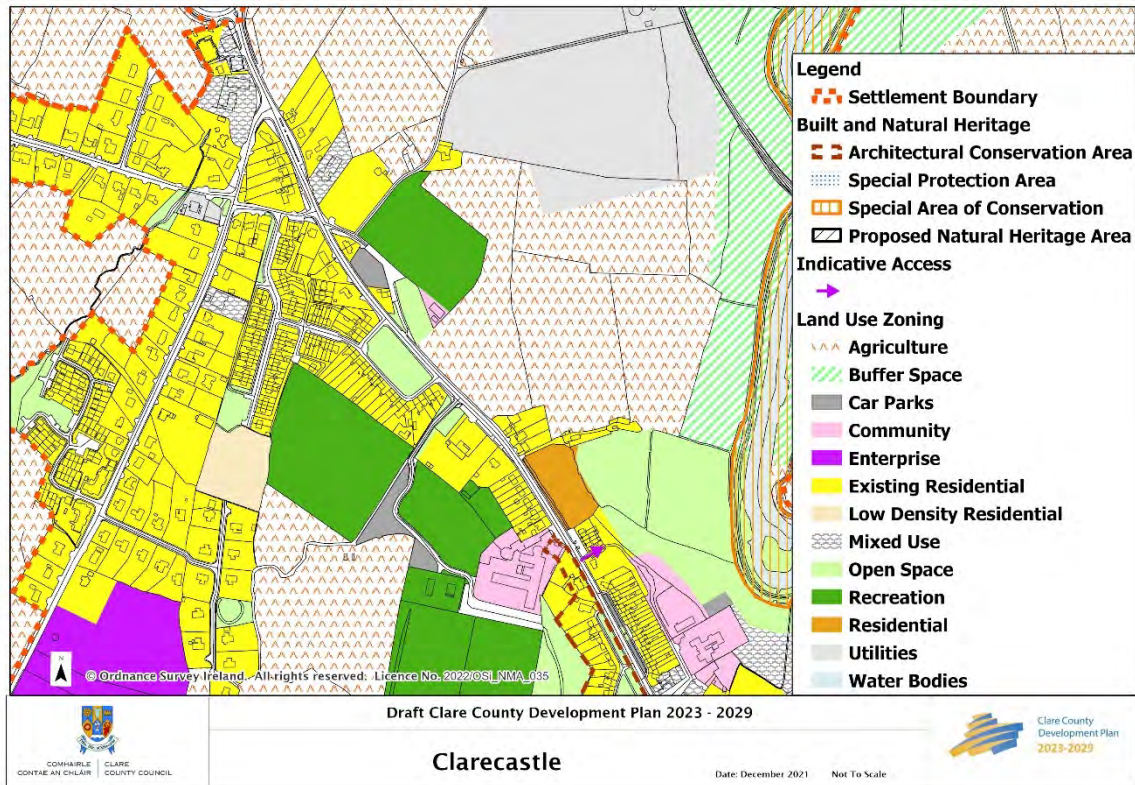 Legend
Settlement Boundary
Built and Natural Heritage
Architectural Conservation Area
Special Protection Area
Special Area of Conservation
Proposed Natural Heritage Area
Indicative Access
Land Use Zoning
Agriculture
Buffer Space
Car Parks
Community
Enterprise
Existing Residential
Low Density Residential
Mixed Use
Open Space
Recreation
Residential
Utilities
Water Bodies
N
© Ordnance Survey Ireland. All rights reserved. Licence No. 2022/OSi_NMA_035
COMHAIRLE CONTAE AN CHLÁIR
CLARE COUNTY COUNCIL
Draft Clare County Development Plan 2023 - 2029
Clarecastle
Date: December 2021 Not To Scale
Clare County
Development Plan
2023-2029